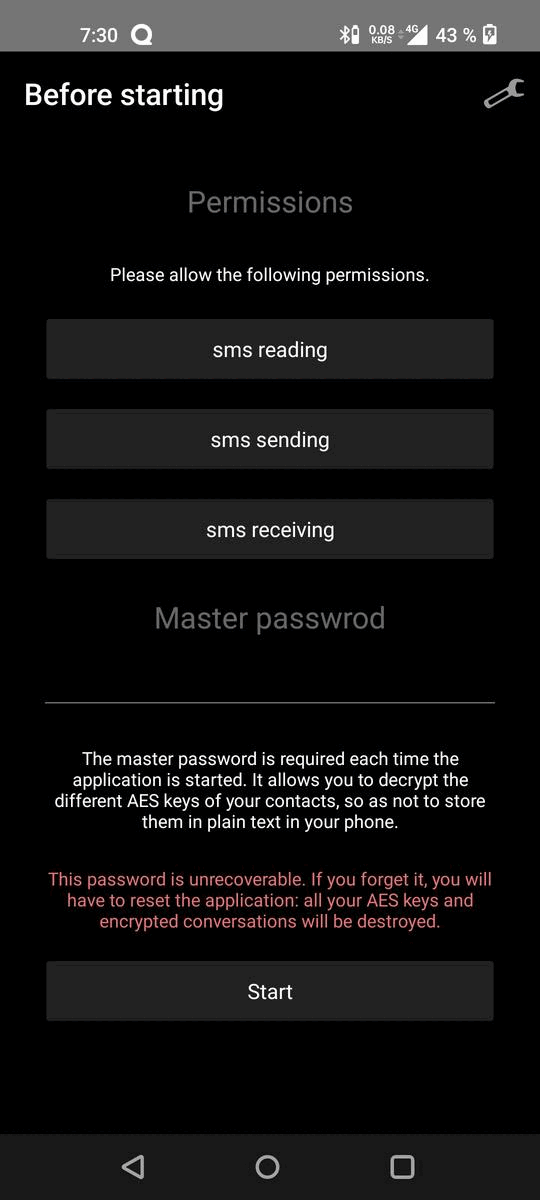 7:30 0.08 KB/S 4G 43 %
Before starting
Permissions
Please allow the following permissions.
sms reading
sms sending
sms receiving
Master passwrod
The master password is required each time the
application is started. It allows you to decrypt the
different AES keys of your contacts, so as not to store
them in plain text in your phone.
This password is unrecoverable. If you forget it, you will
have to reset the application: all your AES keys and
encrypted conversations will be destroyed.
Start